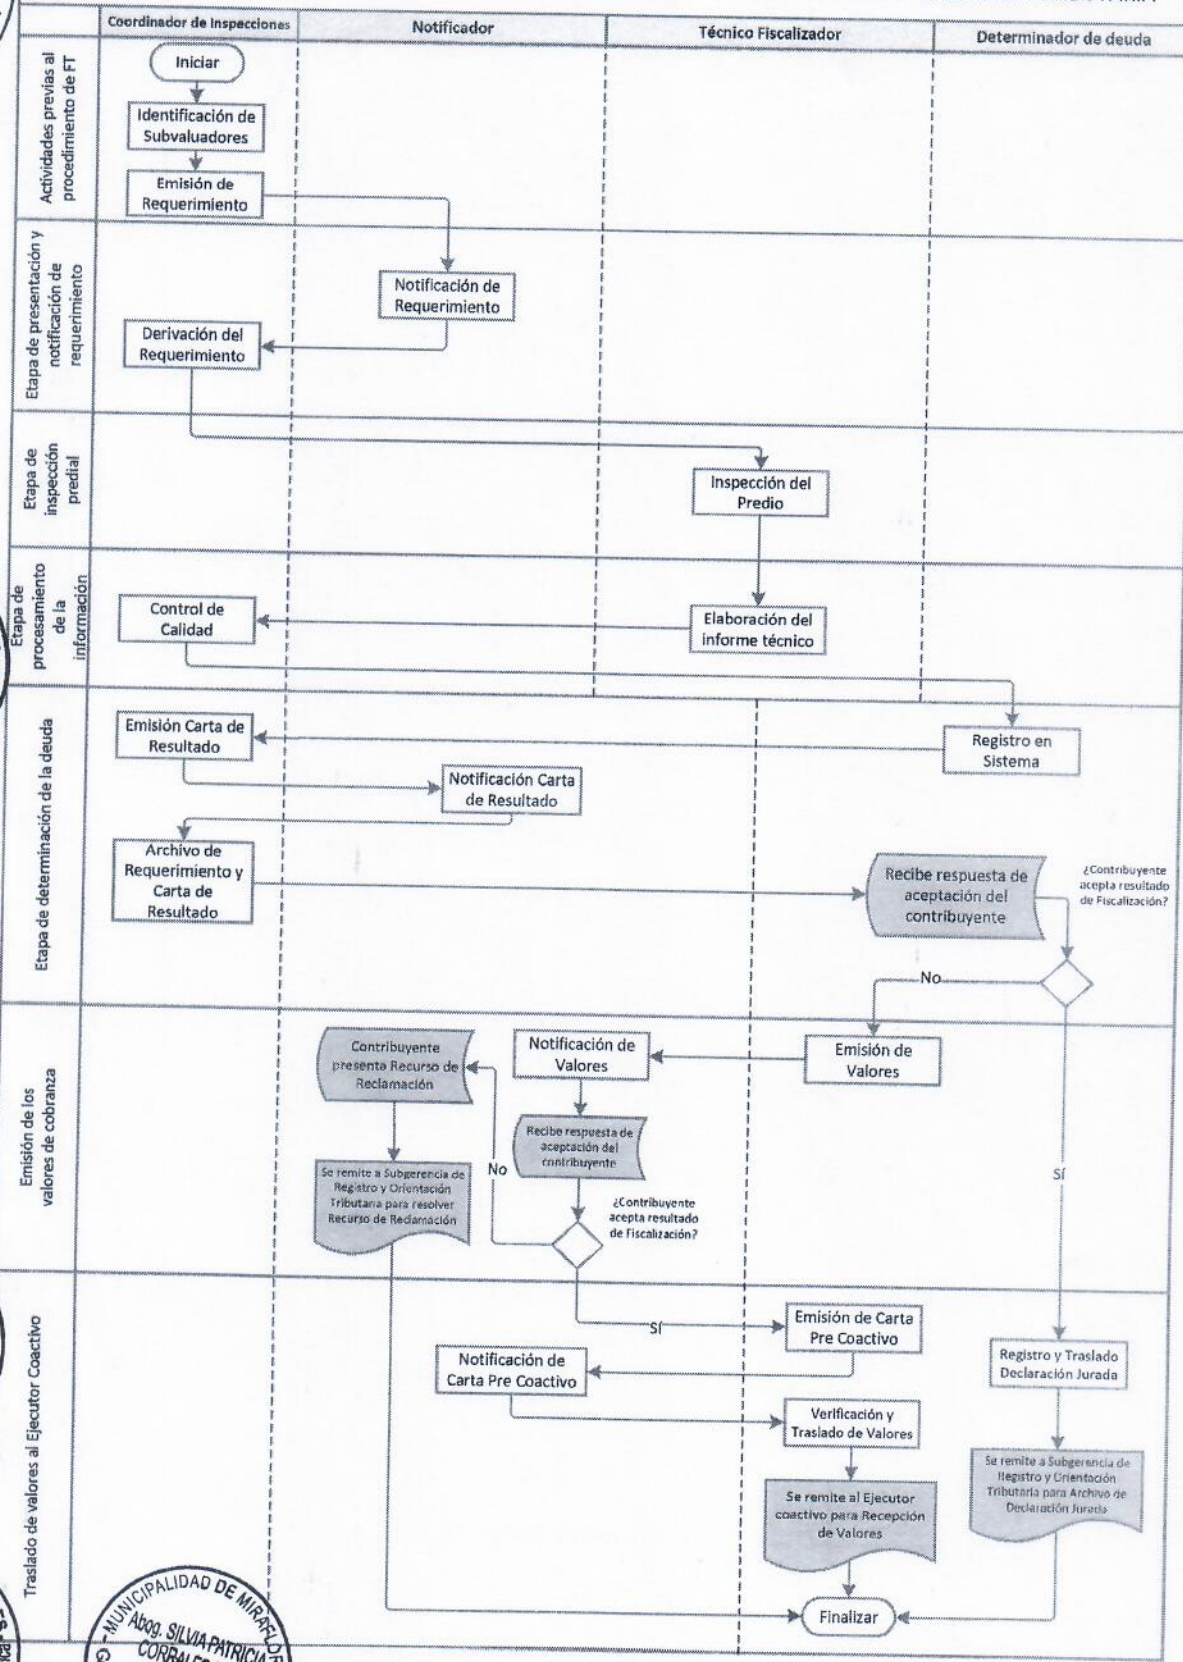 Coordinador de Inspecciones
Notificador
Técnico Fiscalizador
Determinador de deuda
Actividades previas al
procedimiento de FT
Iniciar
Identificación de
Subvaluadores
Emisión de
Requerimiento
Etapa de presentación y
notificación de
requerimiento
Notificación de
Requerimiento
Derivación del
Requerimiento
Etapa de
inspección
predial
Inspección del
Predio
Etapa de
procesamiento
de la
información
Control de
Calidad
Elaboración del
informe técnico
Etapa de determinación de la deuda
Emisión Carta de
Resultado
Registro en
Sistema
Notificación Carta
de Resultado
Archivo de
Requerimiento y
Carta de
Resultado
Recibe respuesta de
aceptación del
contribuyente
¿Contribuyente
acepta resultado
de Fiscalización?
No
Emisión de los
valores de cobranza
Contribuyente
presenta Recurso de
Reclamación
Notificación de
Valores
Emisión de
Valores
Recibe respuesta de
aceptación del
contribuyente
No
Se remite a Subgerencia de
Registro y Orientación
Tributaria para resolver
Recurso de Reclamación
¿Contribuyente
acepta resultado
de Fiscalización?
Sí
Traslado de valores al Ejecutor Coactivo
Sí
Emisión de Carta
Pre Coactivo
Notificación de
Carta Pre Coactivo
Registro y Traslado
Declaración Jurada
Verificación y
Traslado de Valores
Se remite a Subgerencia de
Registro y Orientación
Tributaria para Archivo de
Declaración Jurada
Se remite al Ejecutor
coactivo para Recepción
de Valores
Finalizar
MUNICIPALIDAD DE MIRAFLOR
Abog. SILVIA PATRICIA